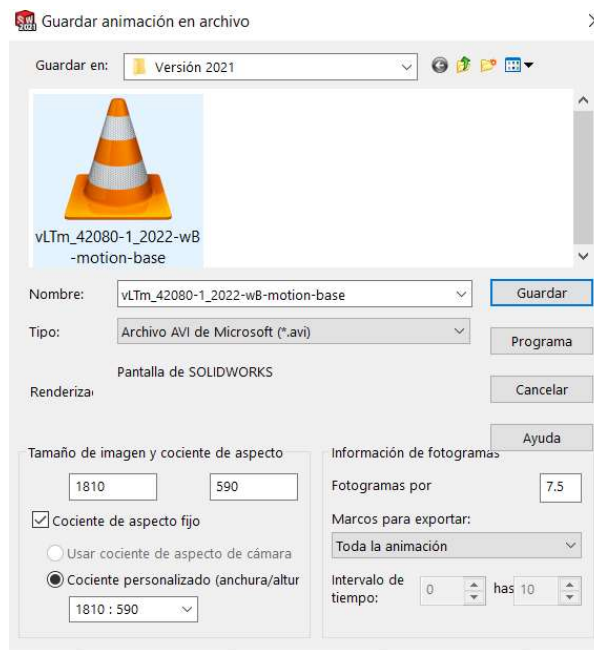 Guardar animación en archivo
Guardar en:
Versión 2021
vLTm_42080-1_2022-wB
-motion-base
Nombre:
vLTm_42080-1_2022-wB-motion-base
Guardar
Tipo:
Archivo AVI de Microsoft (*.avi)
Programa
Pantalla de SOLIDWORKS
Renderiza
Cancelar
Ayuda
Tamaño de imagen y cociente de aspecto
1810
590
Cociente de aspecto fijo
Usar cociente de aspecto de cámara
Cociente personalizado (anchura/altur
1810 : 590
Información de fotogramas
Fotogramas por
7.5
Marcos para exportar:
Toda la animación
Intervalo de
tiempo:
0
has
10